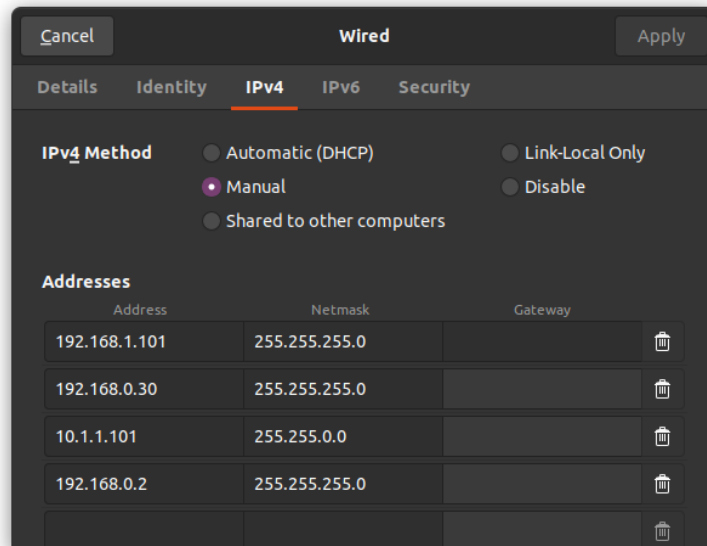 Cancel Wired Apply
Details Identity IPv4 IPv6 Security
IPv4 Method Automatic (DHCP) Link-Local Only
Manual Disable
Shared to other computers
Addresses
Address Netmask Gateway
192.168.1.101 255.255.255.0
192.168.0.30 255.255.255.0
10.1.1.101 255.255.0.0
192.168.0.2 255.255.255.0